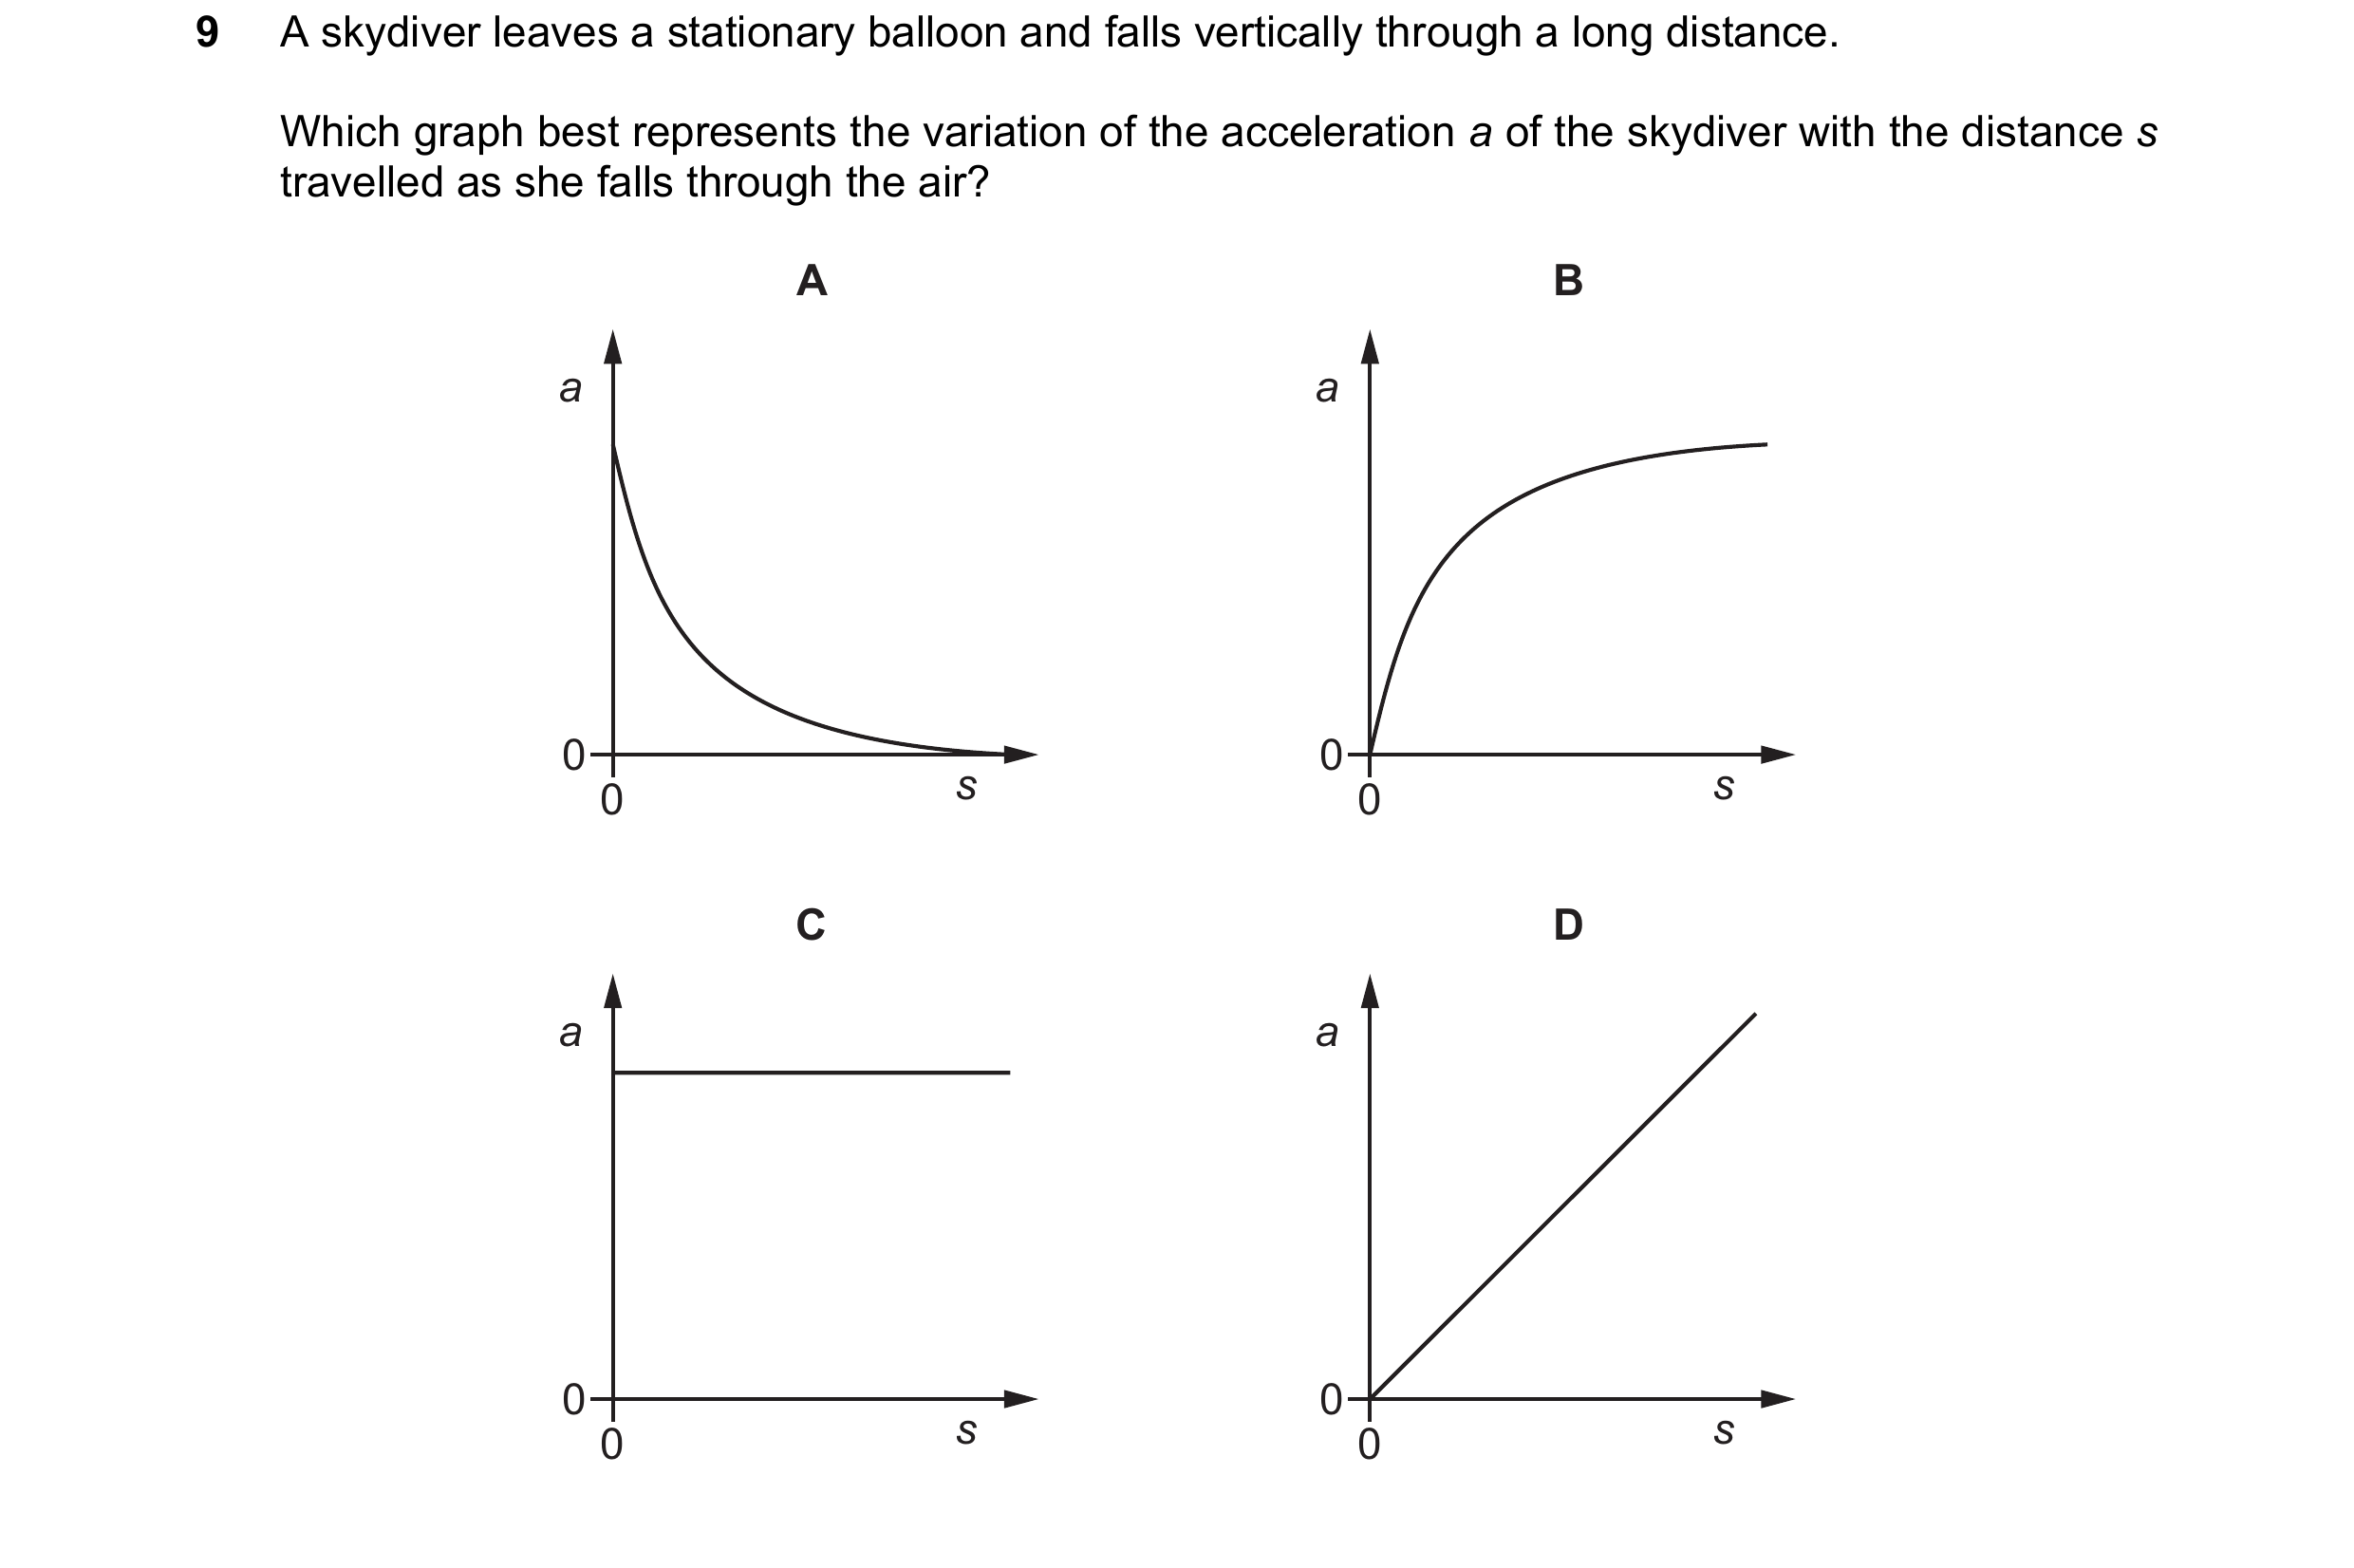 9 A skydiver leaves a stationary balloon and falls vertically through a long distance.
Which graph best represents the variation of the acceleration a of the skydiver with the distance s
travelled as she falls through the air?
A
a
0
0
s
B
a
0
0
s
C
a
0
0
s
D
a
0
0
s